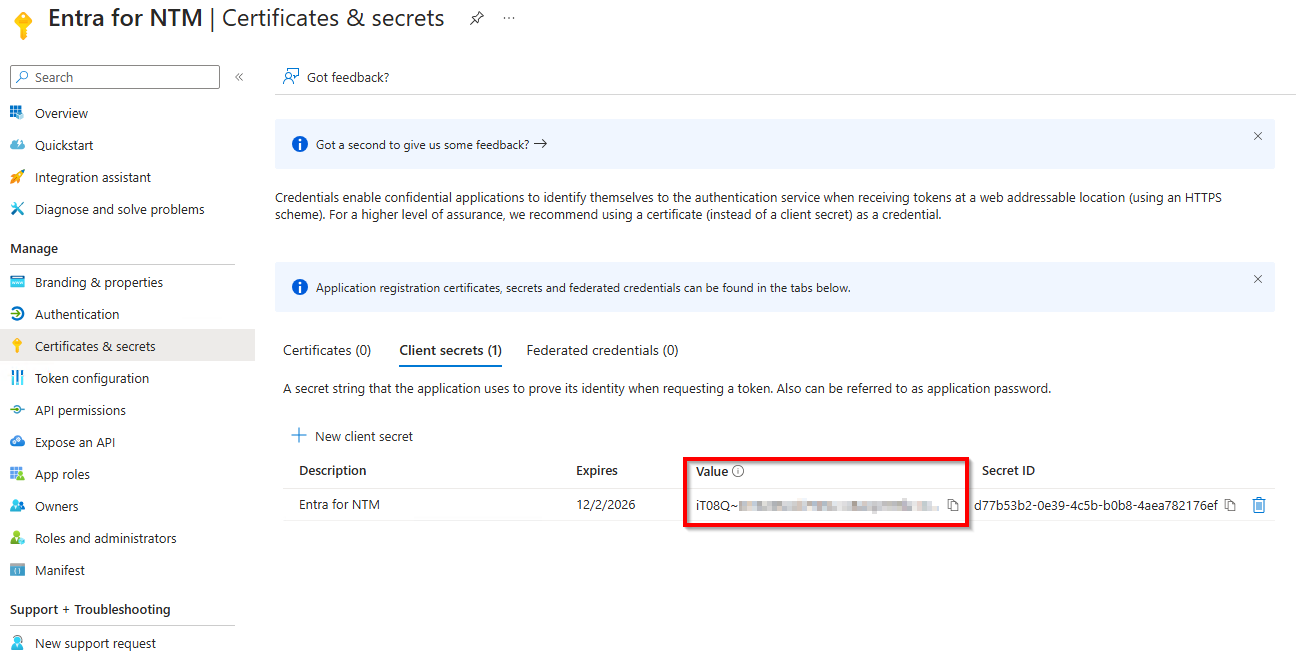 Entra for NTM | Certificates & secrets
Search
Got feedback?
Overview
Quickstart
Integration assistant
Diagnose and solve problems
Manage
Branding & properties
Authentication
Certificates & secrets
Token configuration
API permissions
Expose an API
App roles
Owners
Roles and administrators
Manifest
Support + Troubleshooting
New support request
Got a second to give us some feedback?
Credentials enable confidential applications to identify themselves to the authentication service when receiving tokens at a web addressable location (using an HTTPS
scheme). For a higher level of assurance, we recommend using a certificate (instead of a client secret) as a credential.
Application registration certificates, secrets and federated credentials can be found in the tabs below.
Certificates (0) Client secrets (1) Federated credentials (0)
A secret string that the application uses to prove its identity when requesting a token. Also can be referred to as application password.
New client secret
Description Expires Value Secret ID
Entra for NTM 12/2/2026 iT08Q~ d77b53b2-0e39-4c5b-b0b8-4aea782176ef